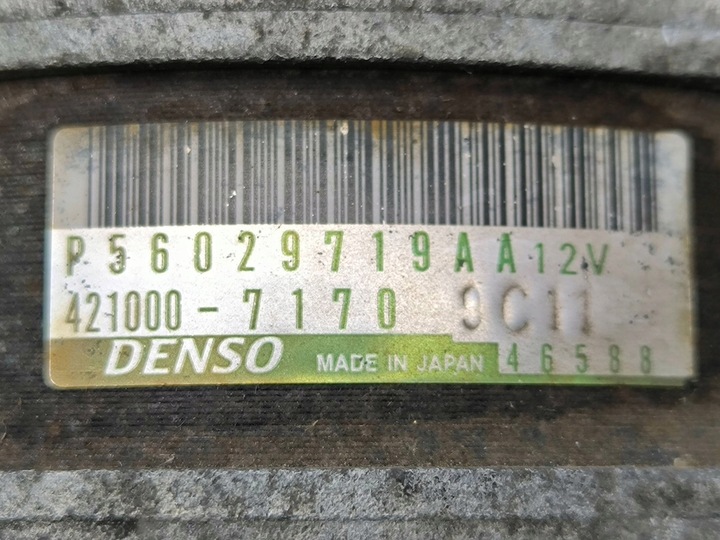 P56029719AA 12V
421000-7170 9C11
DENSO MADE IN JAPAN 46588